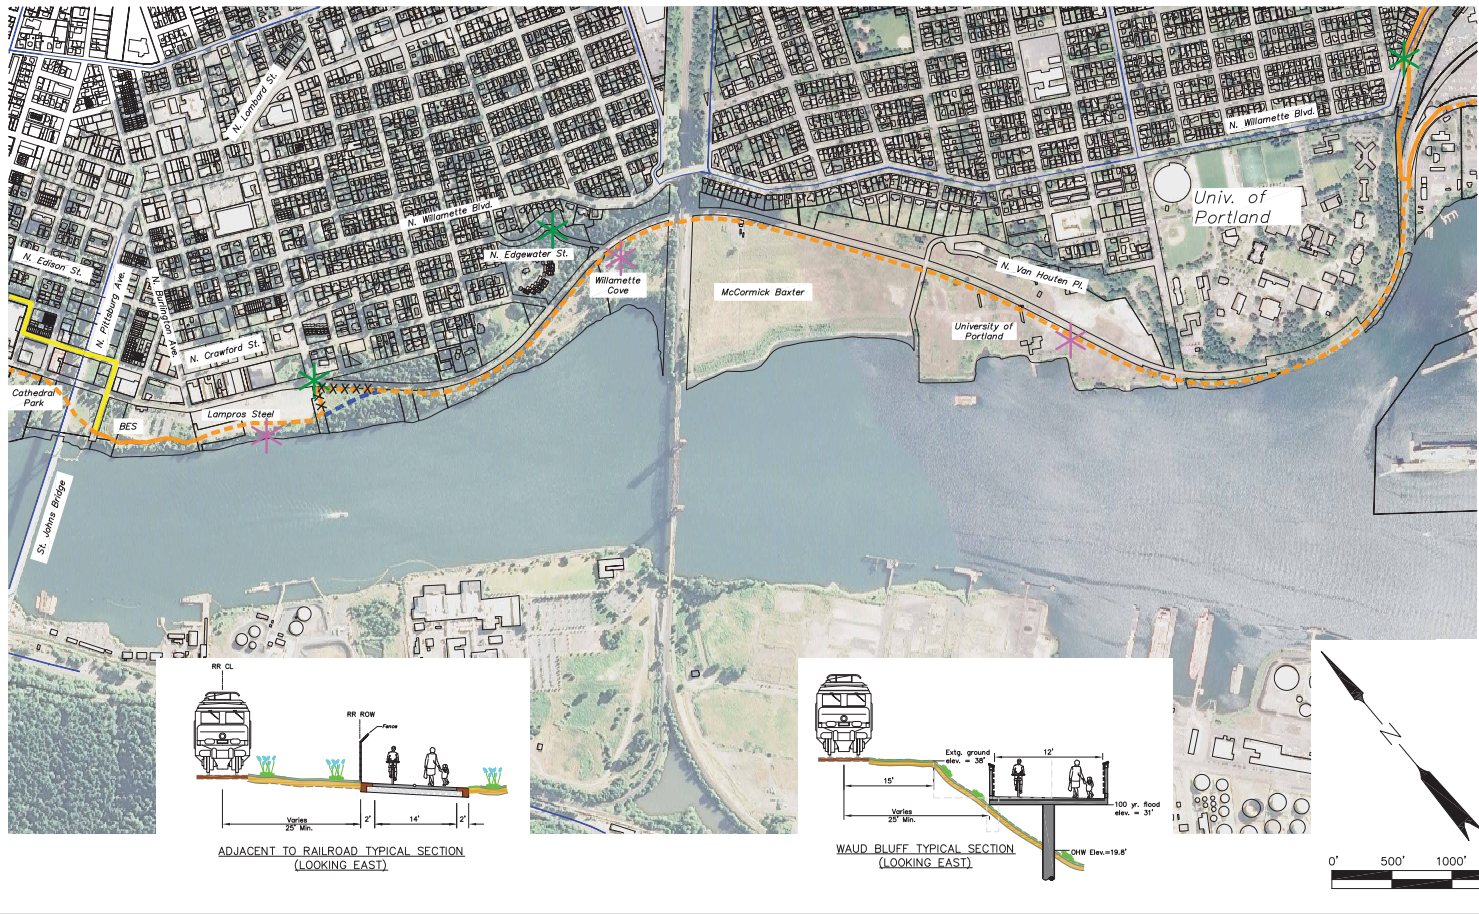 N. Lombard St.
N. Willamette Blvd.
Univ. of
Portland
N. Willamette Blvd.
N. Edison St.
N. Pittsburg Ave.
N. Burlington Ave.
N. Edgewater St.
Willamette
Cove
McCormick Baxter
N. Van Houten Pl.
University of
Portland
N. Crawford St.
Cathedral
Park
BES
Lampros Steel
St. Johns Bridge
RR CL
RR ROW
Fence
Varies
25' Min.
2'
14'
2'
ADJACENT TO RAILROAD TYPICAL SECTION
(LOOKING EAST)
Extg. ground
elev. = 38'
12'
15'
Varies
25' Min.
100 yr. flood
elev. = 31'
OHW Elev.=19.8'
WAUD BLUFF TYPICAL SECTION
(LOOKING EAST)
N
0' 500' 1000'